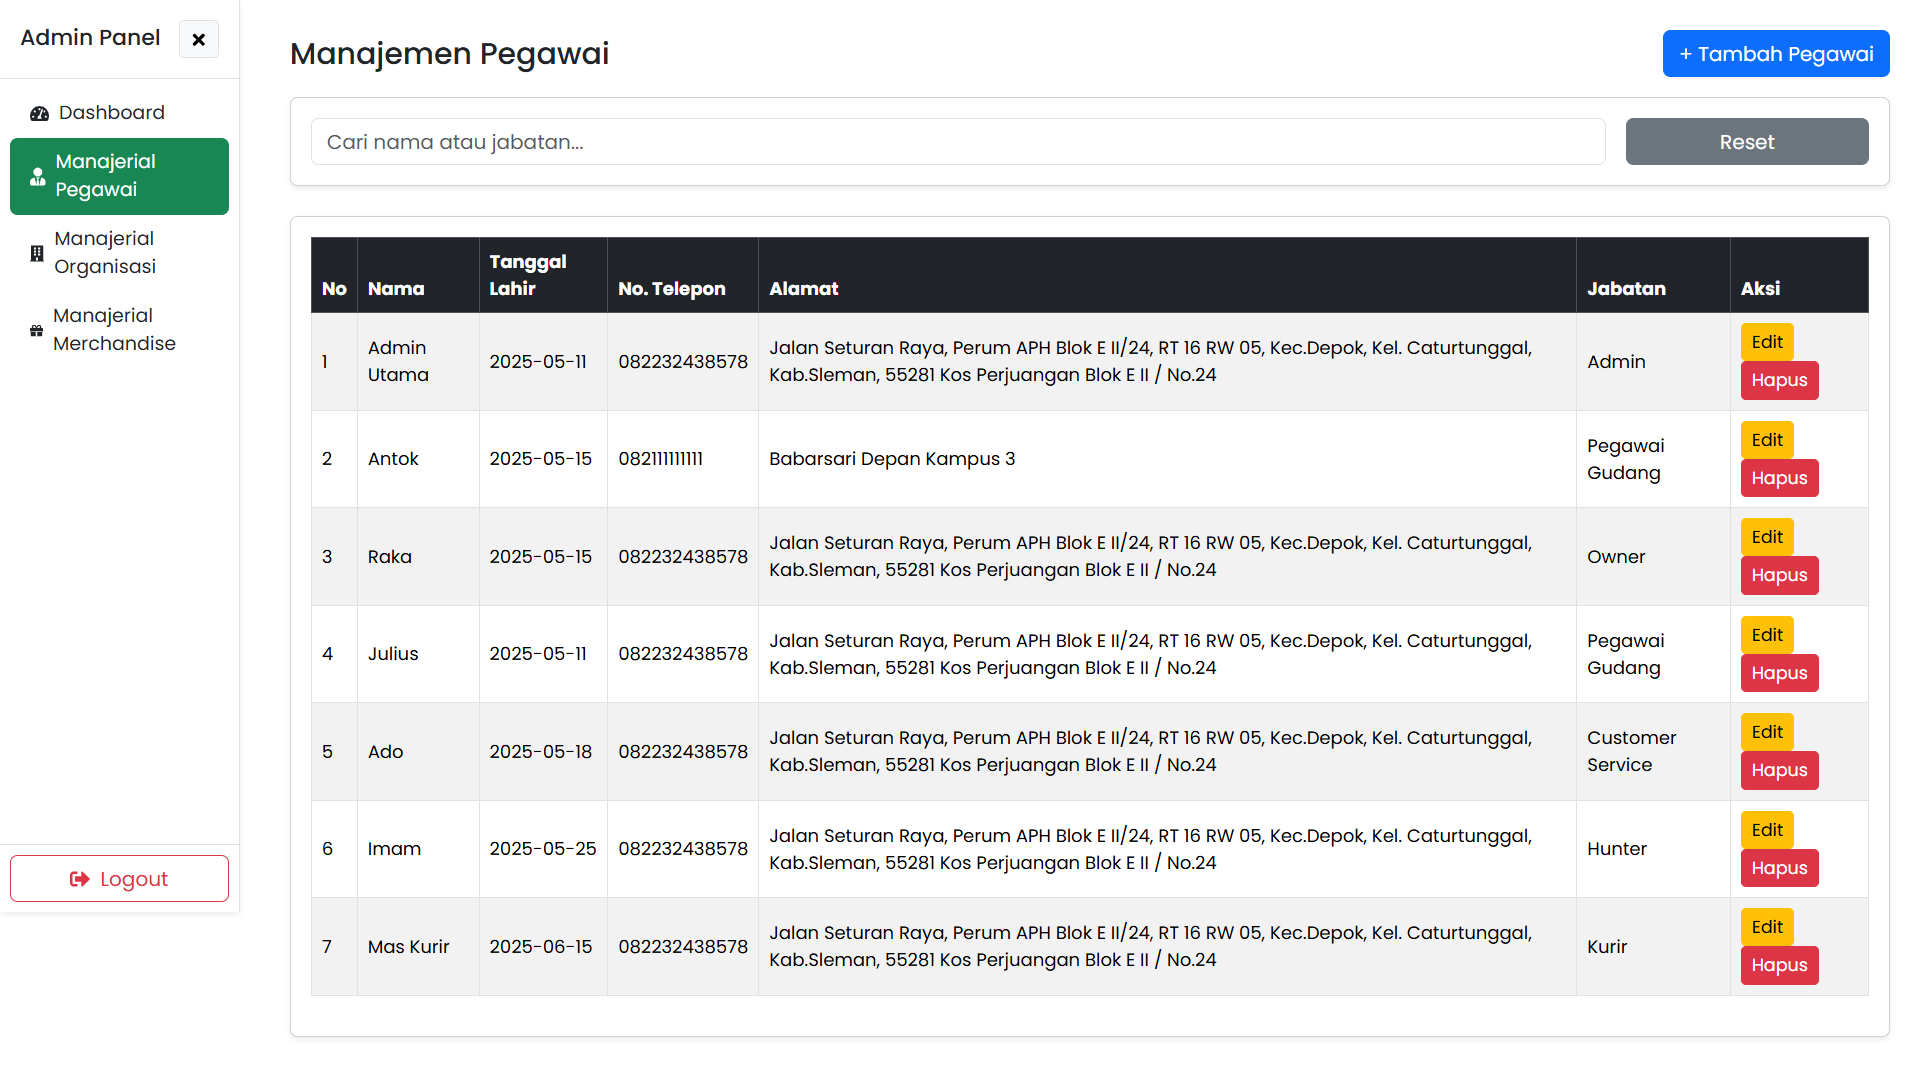 Admin Panel
Dashboard
Manajerial
Pegawai
Manajerial
Organisasi
Manajerial
Merchandise
Logout
Manajemen Pegawai
+ Tambah Pegawai
Cari nama atau jabatan...
Reset
No Nama Tanggal Lahir No. Telepon Alamat Jabatan Aksi
1 Admin Utama 2025-05-11 082232438578 Jalan Seturan Raya, Perum APH Blok E II/24, RT 16 RW 05, Kec.Depok, Kel. Caturtunggal, Kab.Sleman, 55281 Kos Perjuangan Blok E II / No.24 Admin Edit Hapus
2 Antok 2025-05-15 082111111111 Babarsari Depan Kampus 3 Pegawai Gudang Edit Hapus
3 Raka 2025-05-15 082232438578 Jalan Seturan Raya, Perum APH Blok E II/24, RT 16 RW 05, Kec.Depok, Kel. Caturtunggal, Kab.Sleman, 55281 Kos Perjuangan Blok E II / No.24 Owner Edit Hapus
4 Julius 2025-05-11 082232438578 Jalan Seturan Raya, Perum APH Blok E II/24, RT 16 RW 05, Kec.Depok, Kel. Caturtunggal, Kab.Sleman, 55281 Kos Perjuangan Blok E II / No.24 Pegawai Gudang Edit Hapus
5 Ado 2025-05-18 082232438578 Jalan Seturan Raya, Perum APH Blok E II/24, RT 16 RW 05, Kec.Depok, Kel. Caturtunggal, Kab.Sleman, 55281 Kos Perjuangan Blok E II / No.24 Customer Service Edit Hapus
6 Imam 2025-05-25 082232438578 Jalan Seturan Raya, Perum APH Blok E II/24, RT 16 RW 05, Kec.Depok, Kel. Caturtunggal, Kab.Sleman, 55281 Kos Perjuangan Blok E II / No.24 Hunter Edit Hapus
7 Mas Kurir 2025-06-15 082232438578 Jalan Seturan Raya, Perum APH Blok E II/24, RT 16 RW 05, Kec.Depok, Kel. Caturtunggal, Kab.Sleman, 55281 Kos Perjuangan Blok E II / No.24 Kurir Edit Hapus